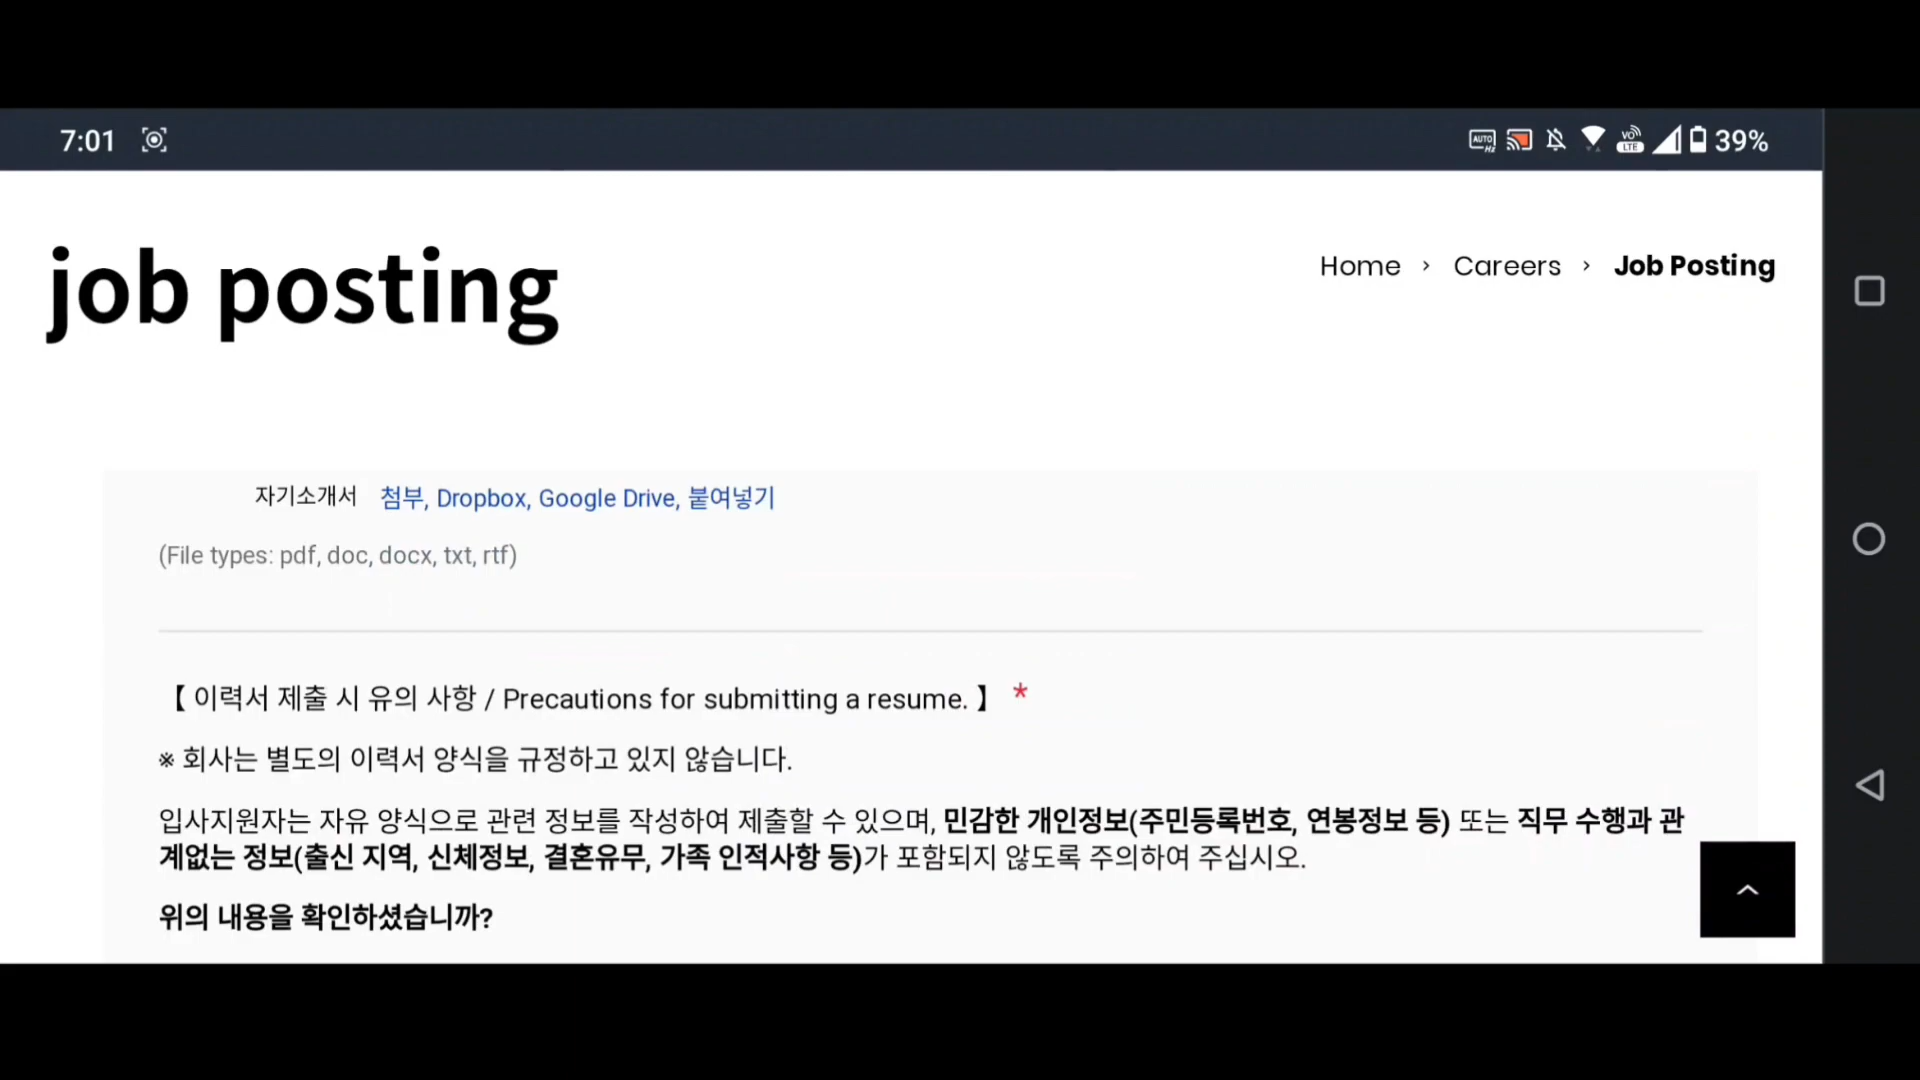 7:01
AUTO Hz
VO LTE
39%
job posting
Home › Careers › Job Posting
자기소개서 첨부, Dropbox, Google Drive, 붙여넣기
(File types: pdf, doc, docx, txt, rtf)
【 이력서 제출 시 유의 사항 / Precautions for submitting a resume. 】 *
※ 회사는 별도의 이력서 양식을 규정하고 있지 않습니다.
입사지원자는 자유 양식으로 관련 정보를 작성하여 제출할 수 있으며, 민감한 개인정보(주민등록번호, 연봉정보 등) 또는 직무 수행과 관
계없는 정보(출신 지역, 신체정보, 결혼유무, 가족 인적사항 등)가 포함되지 않도록 주의하여 주십시오.
위의 내용을 확인하셨습니까?